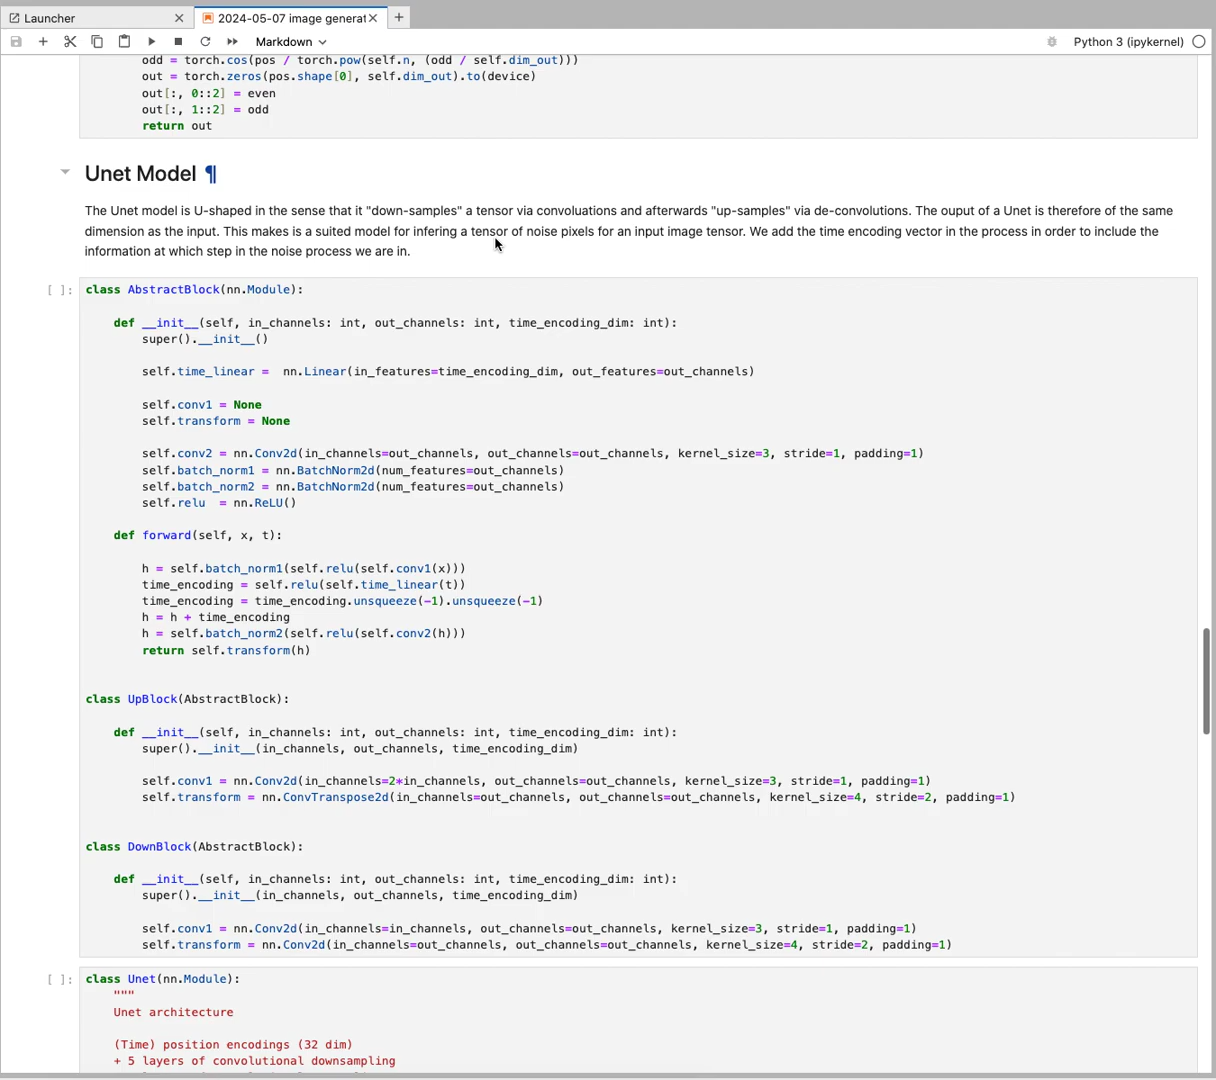 Launcher
2024-05-07 image generat
Markdown
Python 3 (ipykernel)
odd = torch.cos(pos / torch.pow(self.n, (odd / self.dim_out)))
out = torch.zeros(pos.shape[0], self.dim_out).to(device)
out[:, 0::2] = even
out[:, 1::2] = odd
return out
Unet Model ¶
The Unet model is U-shaped in the sense that it "down-samples" a tensor via convoluations and afterwards "up-samples" via de-convolutions. The ouput of a Unet is therefore of the same
dimension as the input. This makes is a suited model for infering a tensor of noise pixels for an input image tensor. We add the time encoding vector in the process in order to include the
information at which step in the noise process we are in.
[ ]: class AbstractBlock(nn.Module):
def __init__(self, in_channels: int, out_channels: int, time_encoding_dim: int):
super().__init__()
self.time_linear =  nn.Linear(in_features=time_encoding_dim, out_features=out_channels)
self.conv1 = None
self.transform = None
self.conv2 = nn.Conv2d(in_channels=out_channels, out_channels=out_channels, kernel_size=3, stride=1, padding=1)
self.batch_norm1 = nn.BatchNorm2d(num_features=out_channels)
self.batch_norm2 = nn.BatchNorm2d(num_features=out_channels)
self.relu  = nn.ReLU()
def forward(self, x, t):
h = self.batch_norm1(self.relu(self.conv1(x)))
time_encoding = self.relu(self.time_linear(t))
time_encoding = time_encoding.unsqueeze(-1).unsqueeze(-1)
h = h + time_encoding
h = self.batch_norm2(self.relu(self.conv2(h)))
return self.transform(h)
class UpBlock(AbstractBlock):
def __init__(self, in_channels: int, out_channels: int, time_encoding_dim: int):
super().__init__(in_channels, out_channels, time_encoding_dim)
self.conv1 = nn.Conv2d(in_channels=2*in_channels, out_channels=out_channels, kernel_size=3, stride=1, padding=1)
self.transform = nn.ConvTranspose2d(in_channels=out_channels, out_channels=out_channels, kernel_size=4, stride=2, padding=1)
class DownBlock(AbstractBlock):
def __init__(self, in_channels: int, out_channels: int, time_encoding_dim: int):
super().__init__(in_channels, out_channels, time_encoding_dim)
self.conv1 = nn.Conv2d(in_channels=in_channels, out_channels=out_channels, kernel_size=3, stride=1, padding=1)
self.transform = nn.Conv2d(in_channels=out_channels, out_channels=out_channels, kernel_size=4, stride=2, padding=1)
[ ]: class Unet(nn.Module):
"""
Unet architecture
(Time) position encodings (32 dim)
+ 5 layers of convolutional downsampling